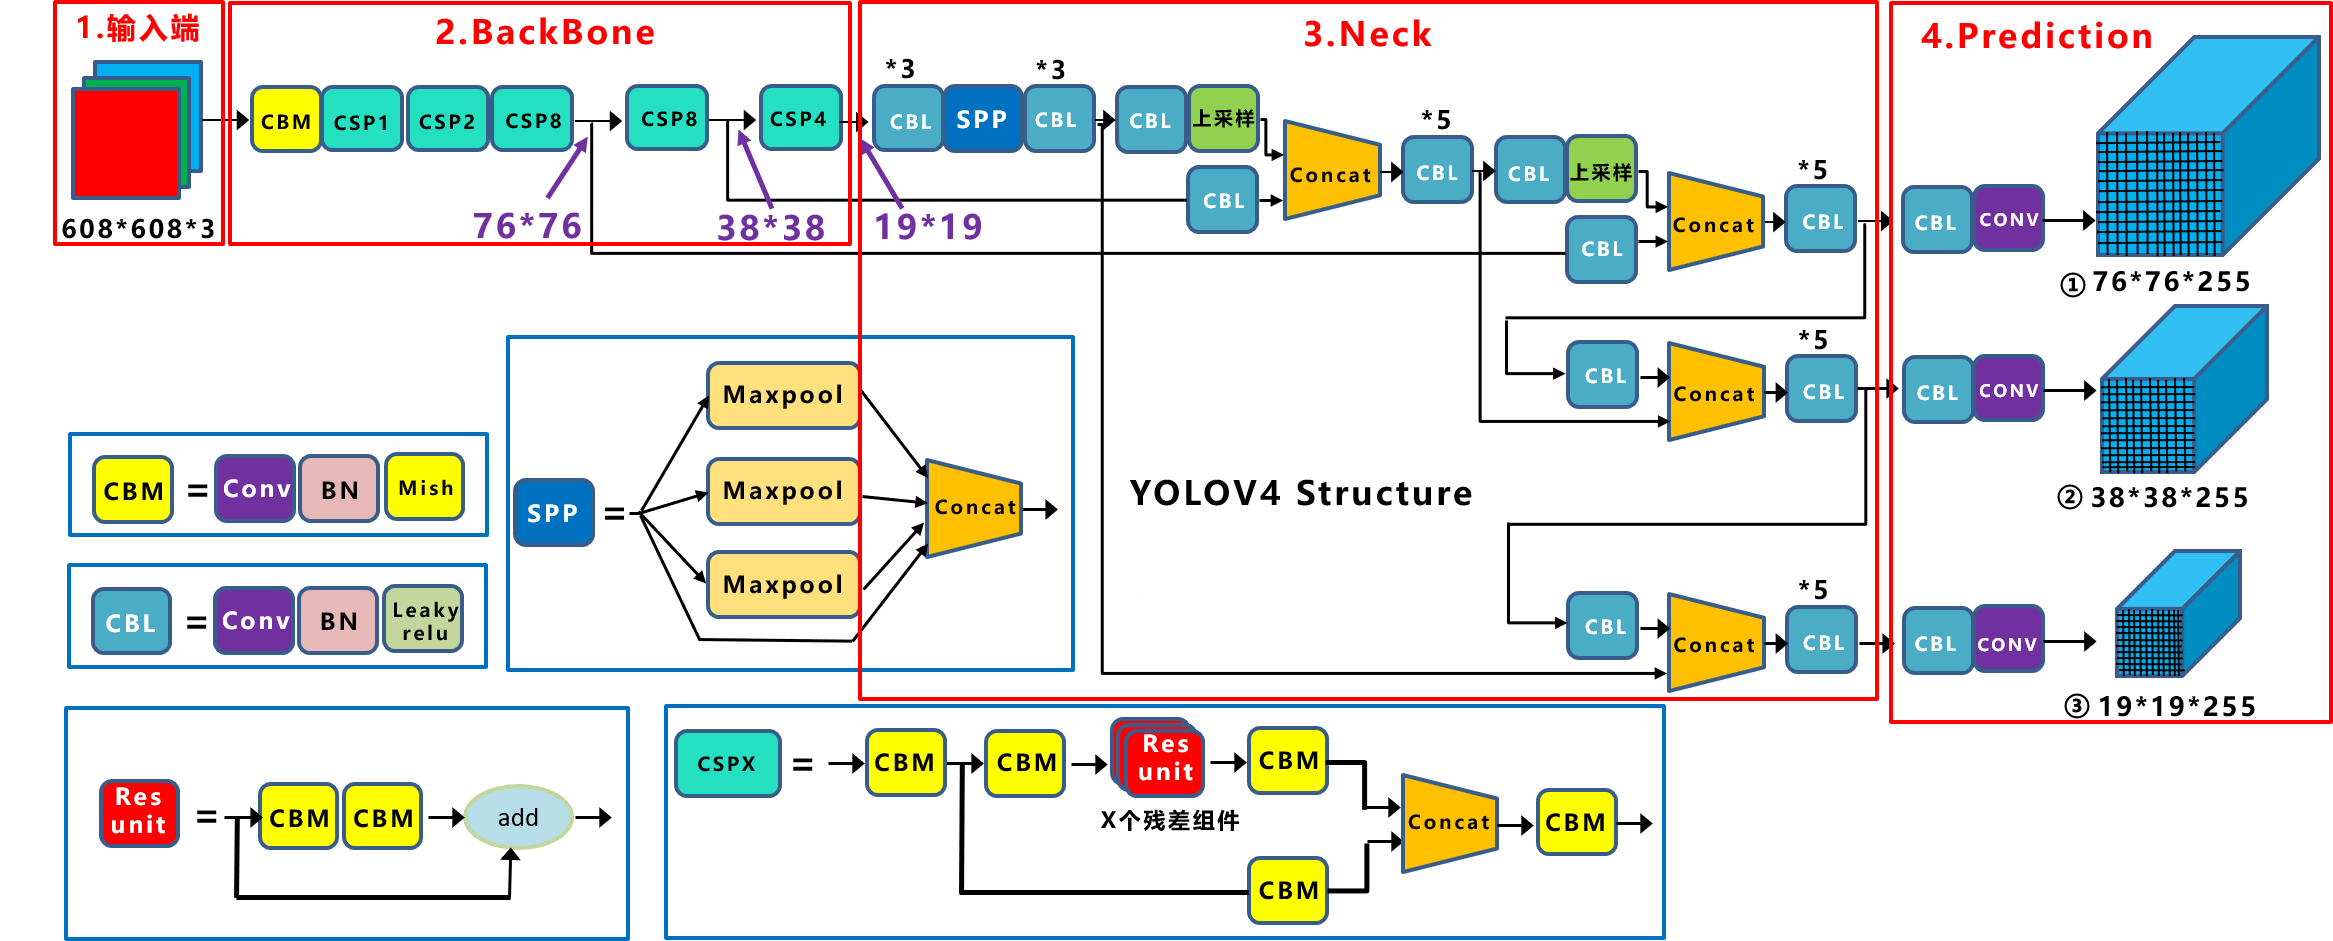 1.输入端
608*608*3
2.BackBone
CBM
CSP1
CSP2
CSP8
CSP8
CSP4
76*76
38*38
19*19
3.Neck
*3
*3
CBL
SPP
CBL
CBL
上采样
CBL
Concat
*5
CBL
CBL
上采样
CBL
Concat
*5
CBL
CBL
Concat
*5
CBL
CBL
Concat
*5
CBL
YOLOV4 Structure
4.Prediction
CBL
CONV
① 76*76*255
CBL
CONV
② 38*38*255
CBL
CONV
③ 19*19*255
SPP
=
Maxpool
Maxpool
Maxpool
Concat
CBM = Conv BN Mish
CBL = Conv BN Leaky
relu
Res
unit
=
CBM
CBM
add
CSPX
=
CBM
CBM
Res
unit
X个残差组件
CBM
CBM
Concat
CBM